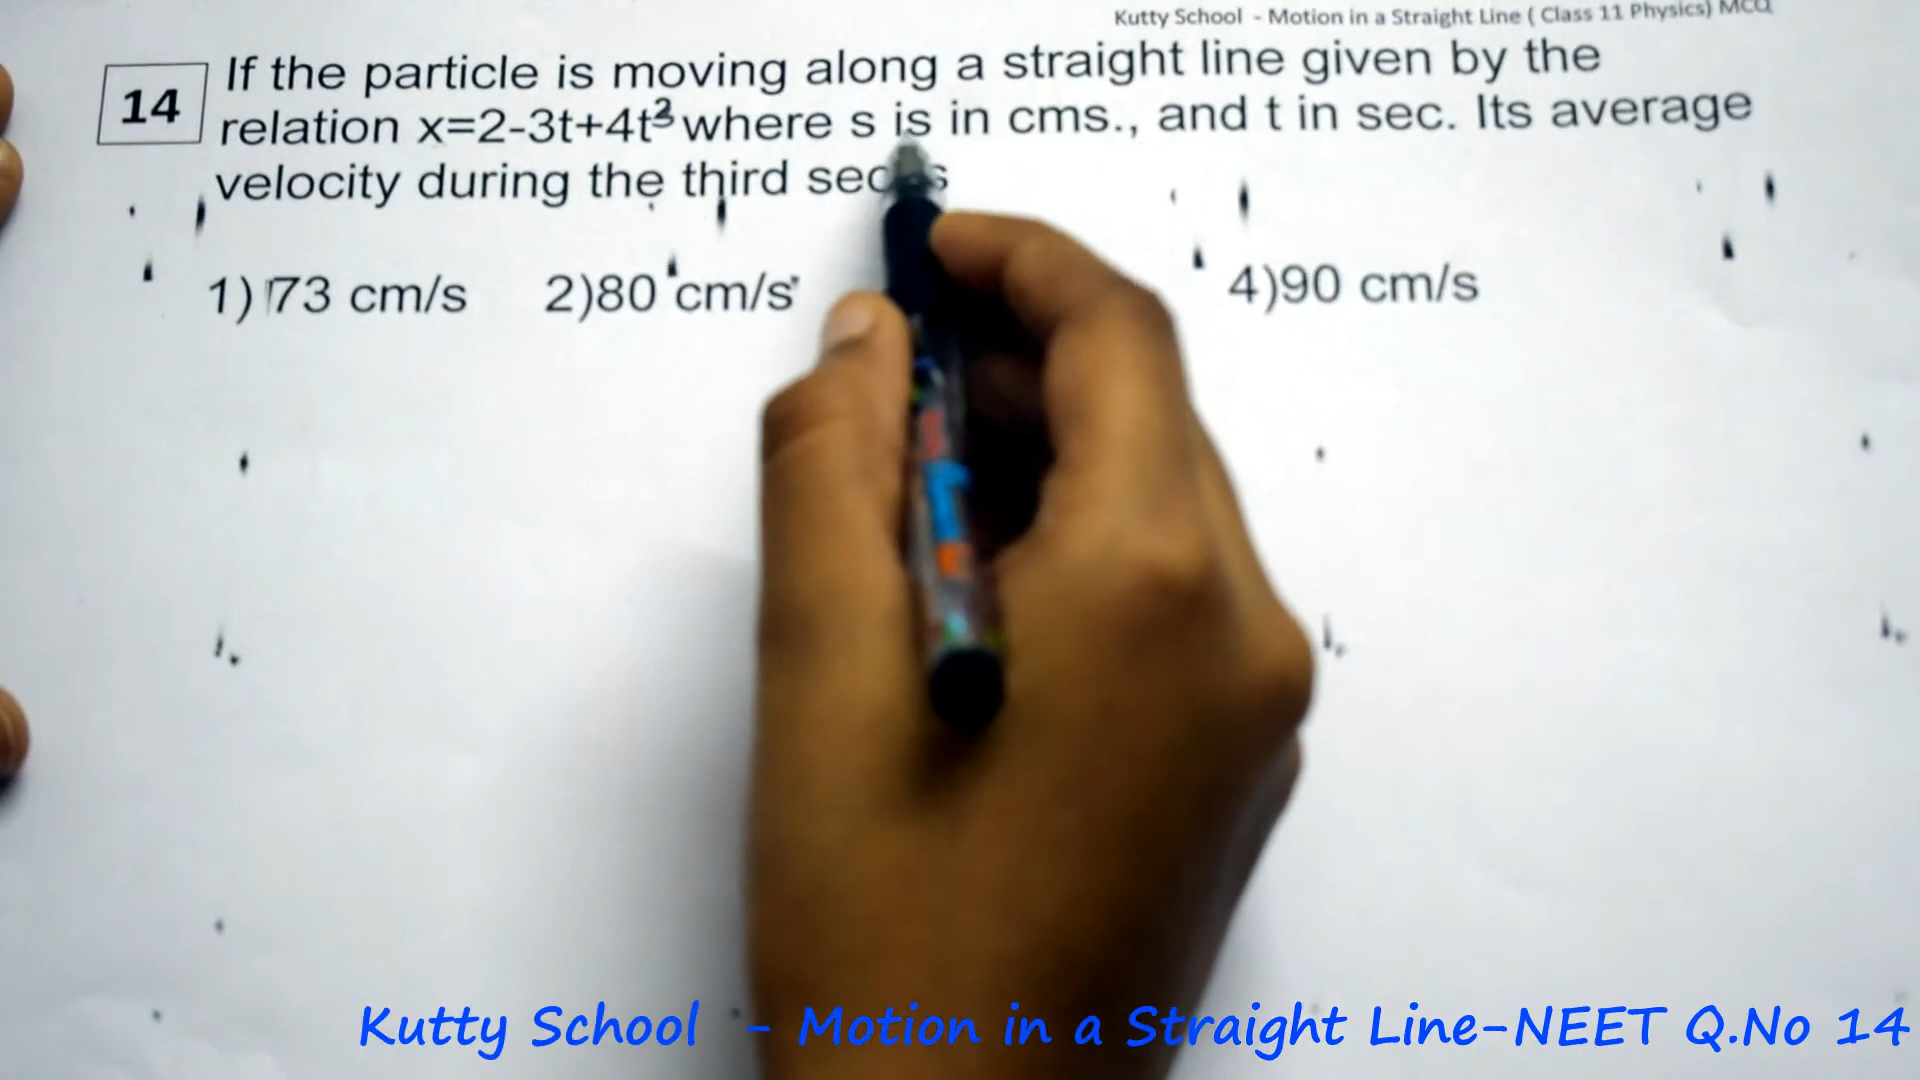 Kutty School - Motion in a Straight Line ( Class 11 Physics) MCQ
14
If the particle is moving along a straight line given by the
relation x=2-3t+4t³ where s is in cms., and t in sec. Its average
velocity during the third sec
1) 73 cm/s 2)80 cm/s 4)90 cm/s
Kutty School - Motion in a Straight Line-NEET Q.No 14